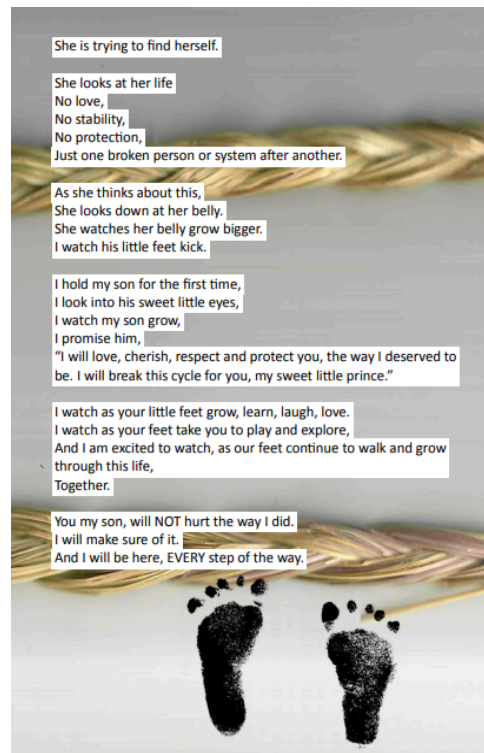 She is trying to find herself.
She looks at her life
No love,
No stability,
No protection,
Just one broken person or system after another.
As she thinks about this,
She looks down at her belly.
She watches her belly grow bigger.
I watch his little feet kick.
I hold my son for the first time,
I look into his sweet little eyes,
I watch my son grow,
I promise him,
“I will love, cherish, respect and protect you, the way I deserved to
be. I will break this cycle for you, my sweet little prince.”
I watch as your little feet grow, learn, laugh, love.
I watch as your feet take you to play and explore,
And I am excited to watch, as our feet continue to walk and grow
through this life,
Together.
You my son, will NOT hurt the way I did.
I will make sure of it.
And I will be here, EVERY step of the way.